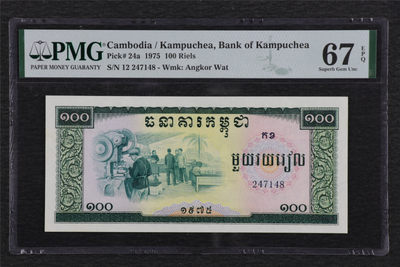 PMG
PAPER MONEY GUARANTY
Cambodia / Kampuchea, Bank of Kampuchea
Pick# 24a 1975 100 Riels
S/N 12 247148 - Wmk: Angkor Wat
67 EPQ
Superb Gem Unc
១០០ ធនាគារកម្ពុជា ១០០
កខ
មួយរយរៀល
247148
១០០ ១៩៧៥ ១០០